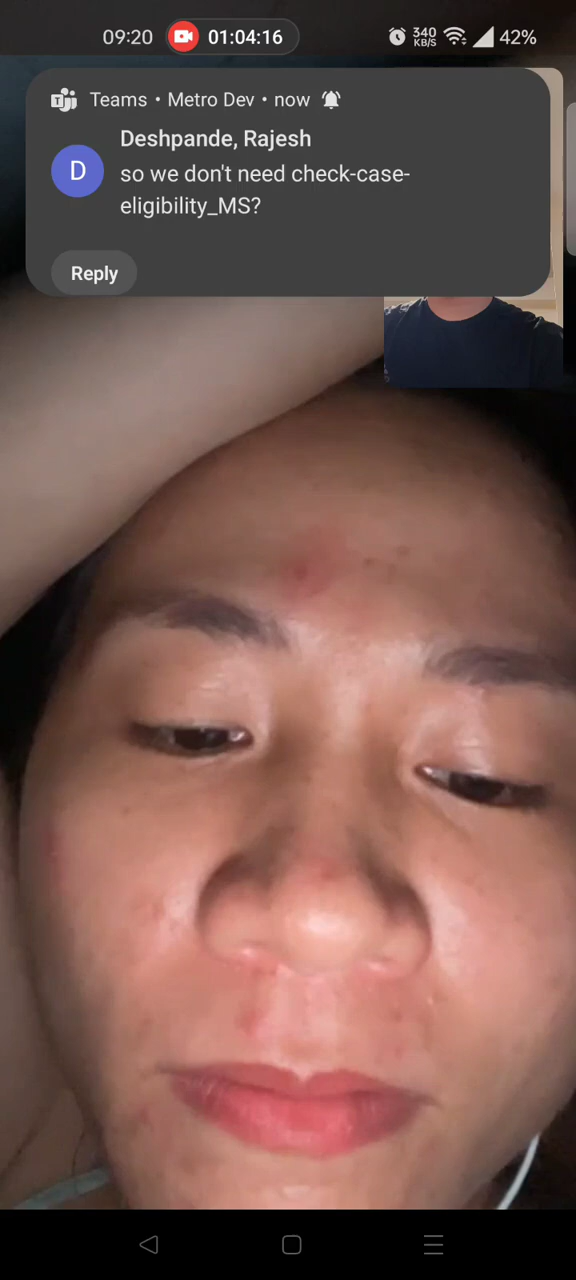 09:20 01:04:16 340 KB/S 42%
Teams • Metro Dev • now
Deshpande, Rajesh
D
so we don't need check-case-
eligibility_MS?
Reply